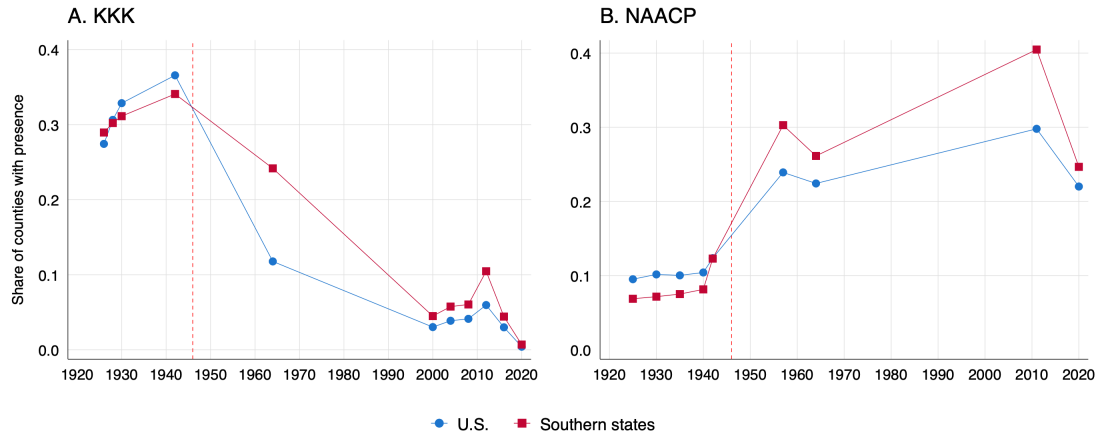 A. KKK
B. NAACP
Share of counties with presence
0.4
0.3
0.2
0.1
0.0
1920 1930 1940 1950 1960 1970 1980 1990 2000 2010 2020
0.4
0.3
0.2
0.1
0.0
1920 1930 1940 1950 1960 1970 1980 1990 2000 2010 2020
U.S. Southern states